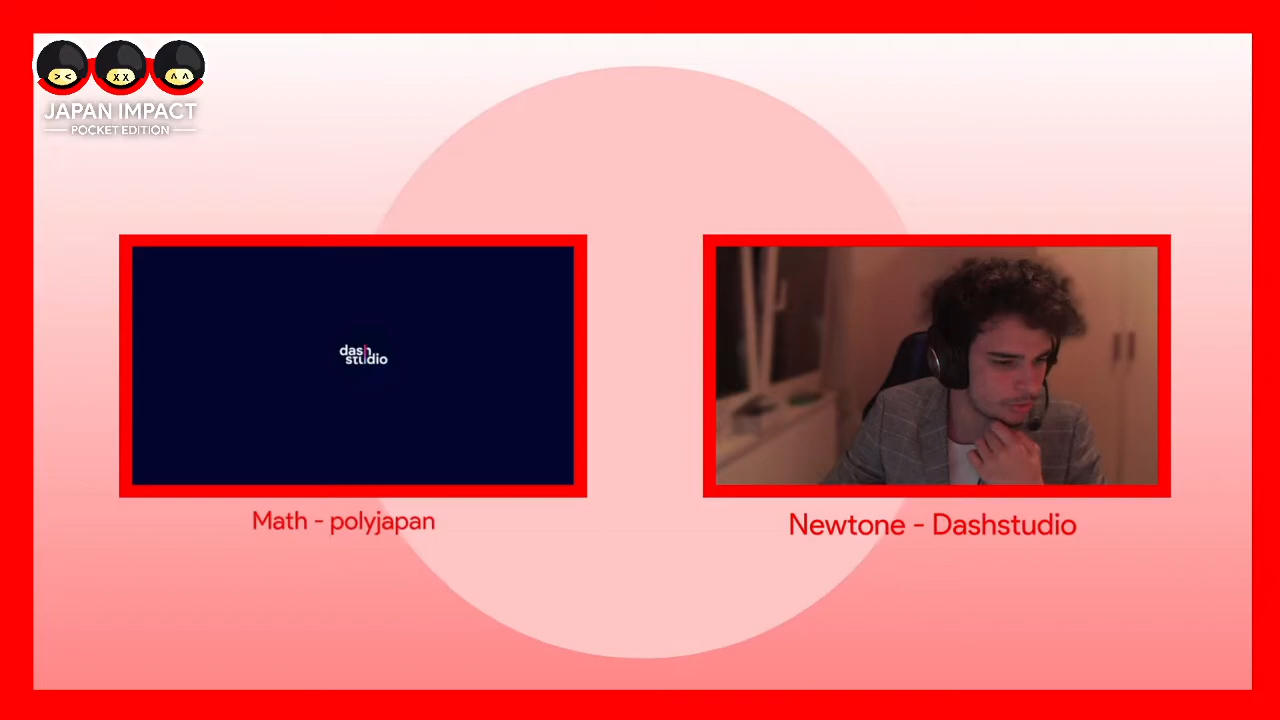 JAPAN IMPACT
POCKET EDITION
dash
studio
Math - polyjapan
Newtone - Dashstudio